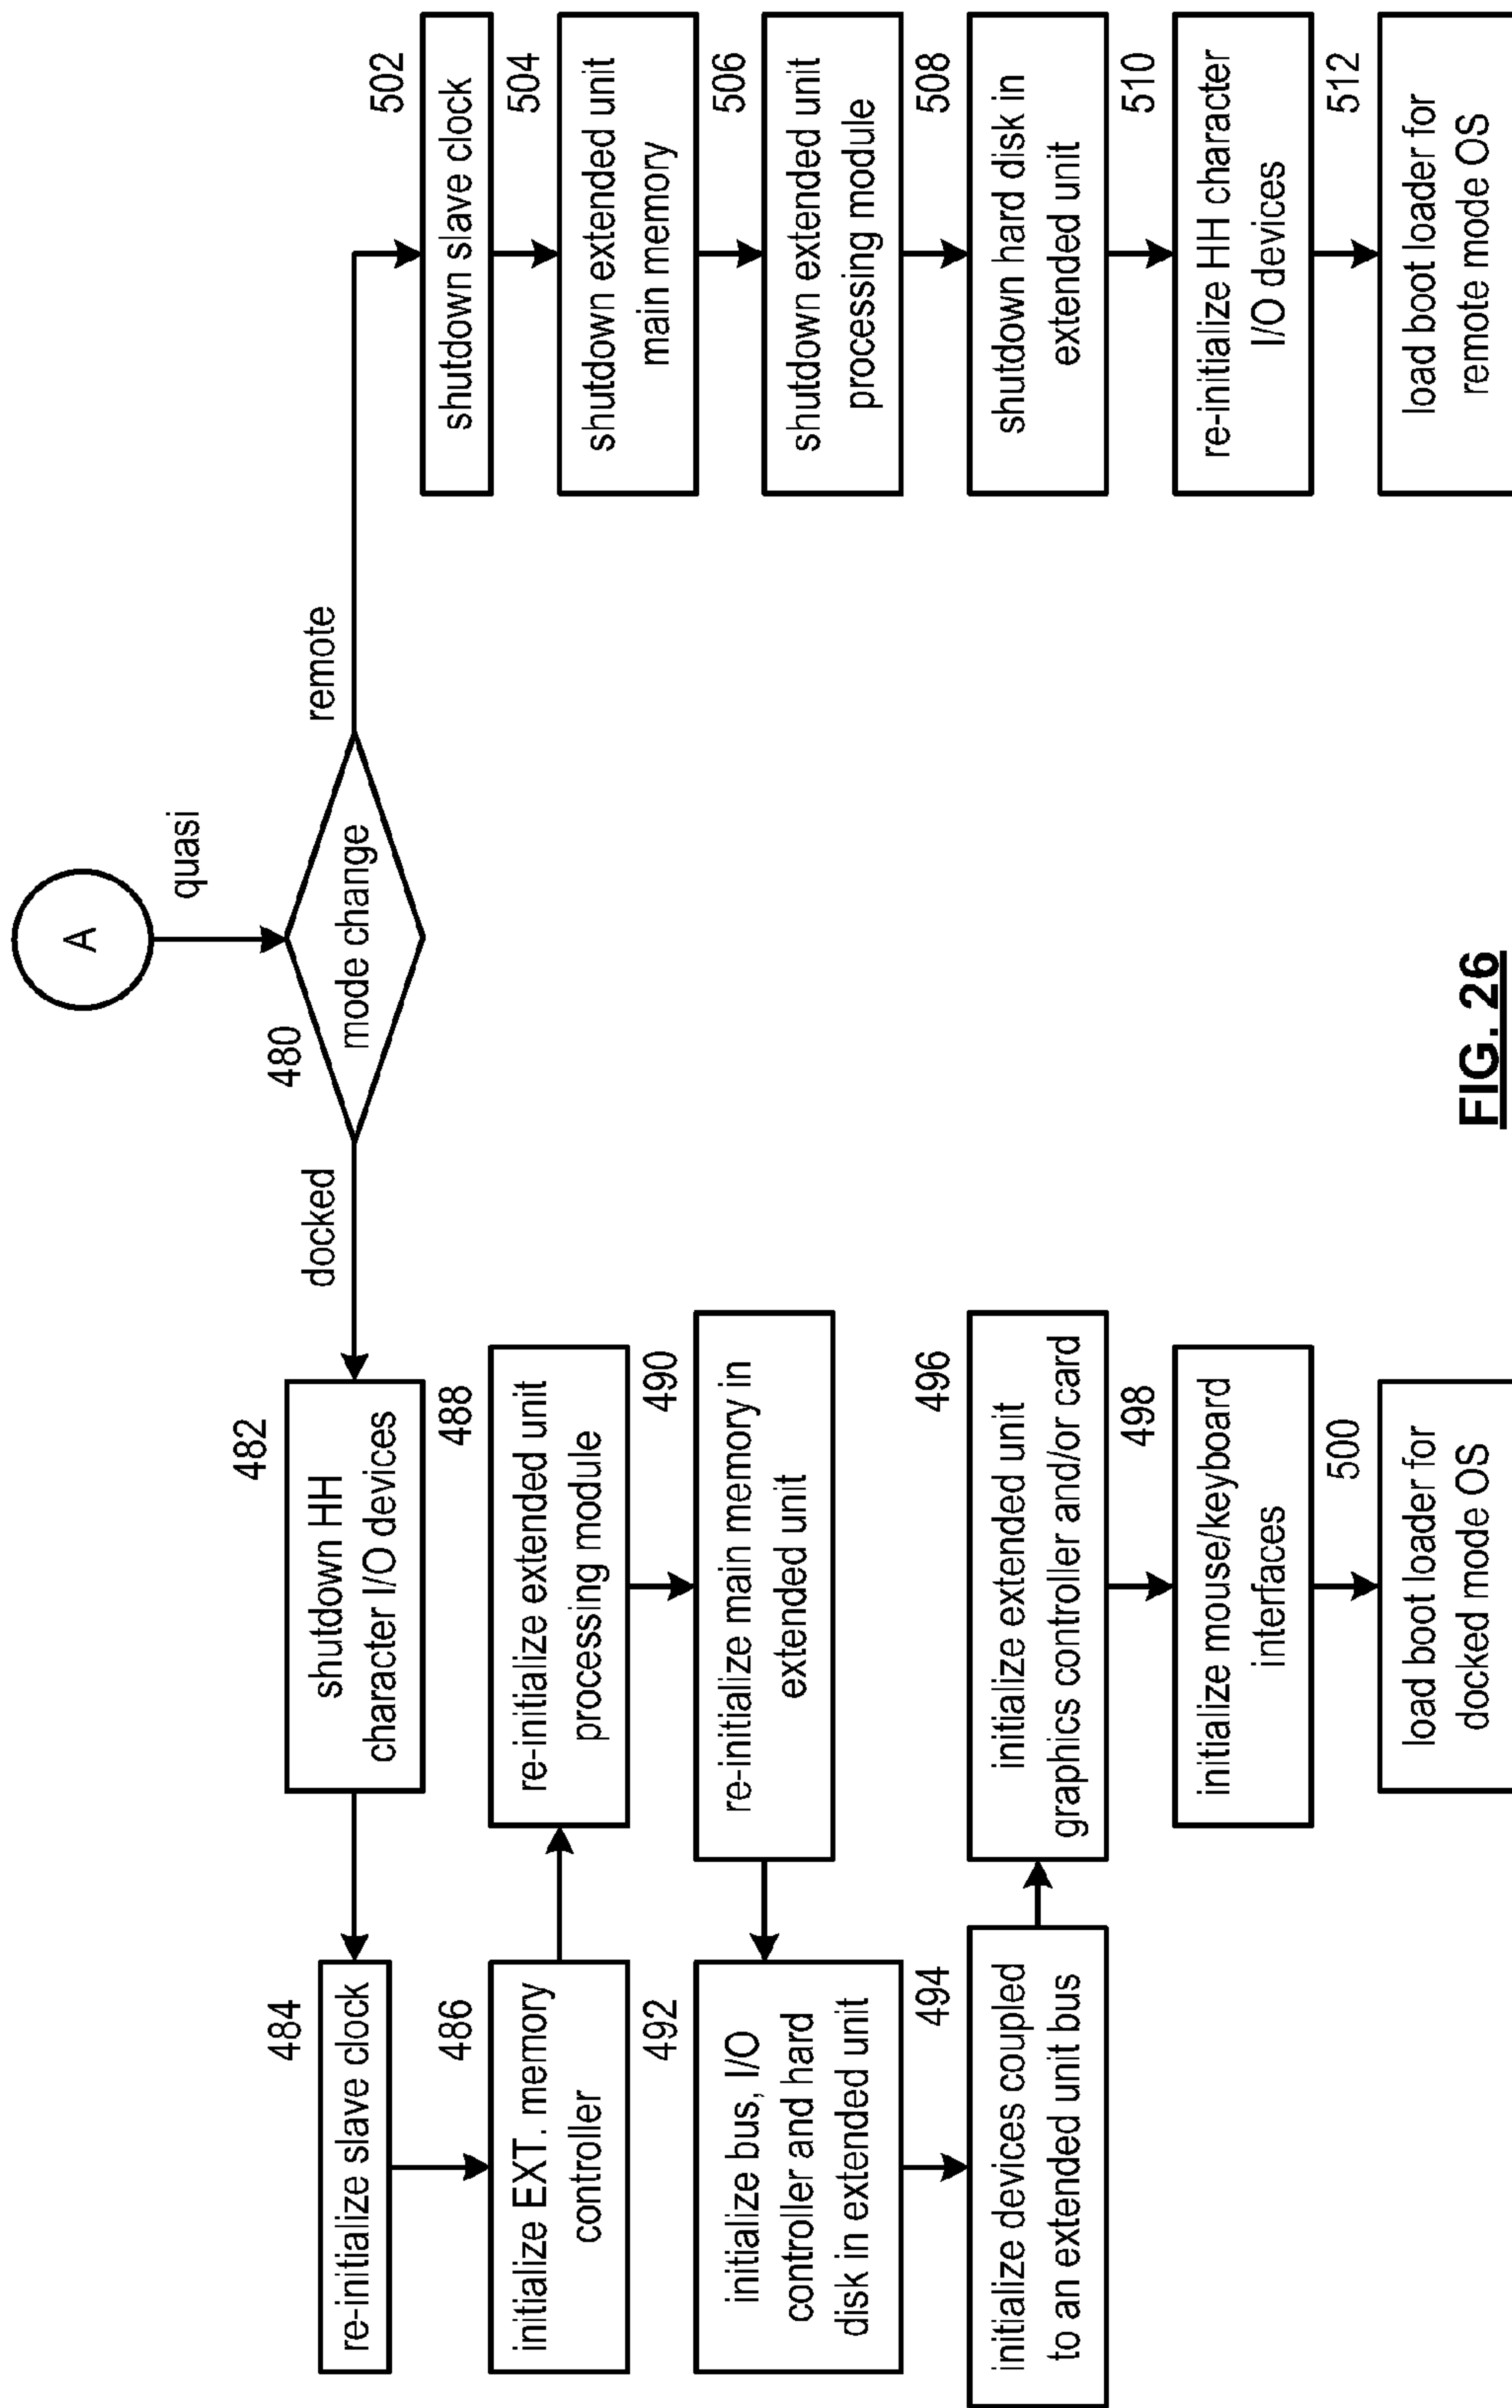 A
quasi
480
mode change
docked
remote
482
shutdown HH
character I/O devices
484
re-initialize slave clock
486
initialize EXT. memory
controller
488
re-initialize extended unit
processing module
490
re-initialize main memory in
extended unit
492
initialize bus, I/O
controller and hard
disk in extended unit
494
initialize devices coupled
to an extended unit bus
496
initialize extended unit
graphics controller and/or card
498
initialize mouse/keyboard
interfaces
500
load boot loader for
docked mode OS
502
shutdown slave clock
504
shutdown extended unit
main memory
506
shutdown extended unit
processing module
508
shutdown hard disk in
extended unit
510
re-initialize HH character
I/O devices
512
load boot loader for
remote mode OS
FIG. 26